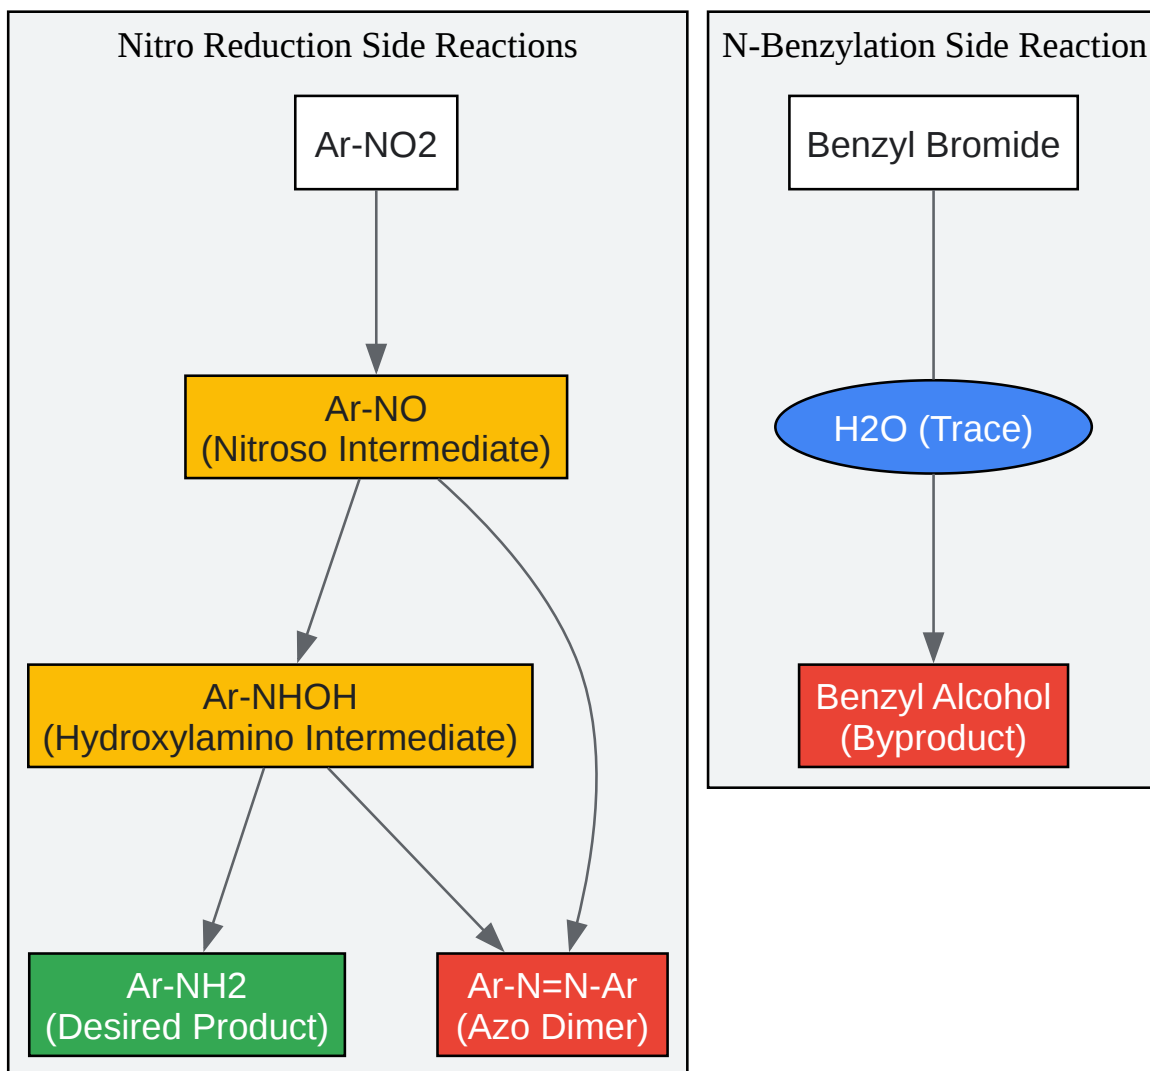 Nitro Reduction Side Reactions
Ar-NO2
Ar-NO
(Nitroso Intermediate)
Ar-NHOH
(Hydroxylamino Intermediate)
Ar-NH2
(Desired Product)
Ar-N=N-Ar
(Azo Dimer)
N-Benzylation Side Reaction
Benzyl Bromide
H2O (Trace)
Benzyl Alcohol
(Byproduct)